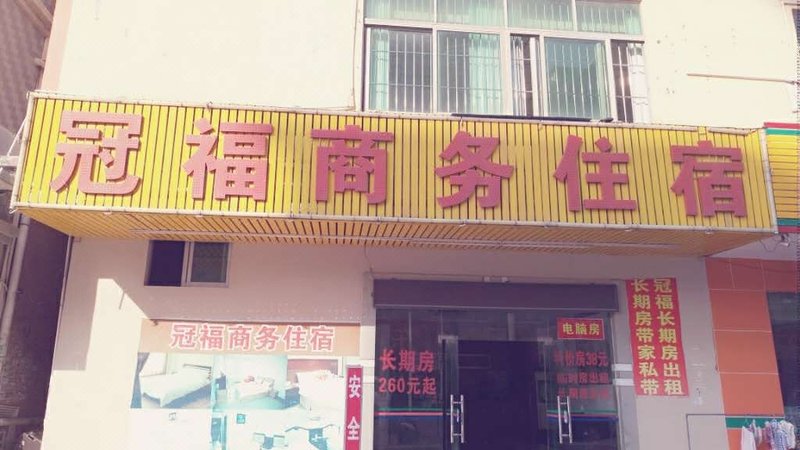 冠福商务住宿
冠福商务住宿
安全
长期房
260元起
电脑房
特价房38元
临时房出租
冠福长期房出租
长期房带家私带